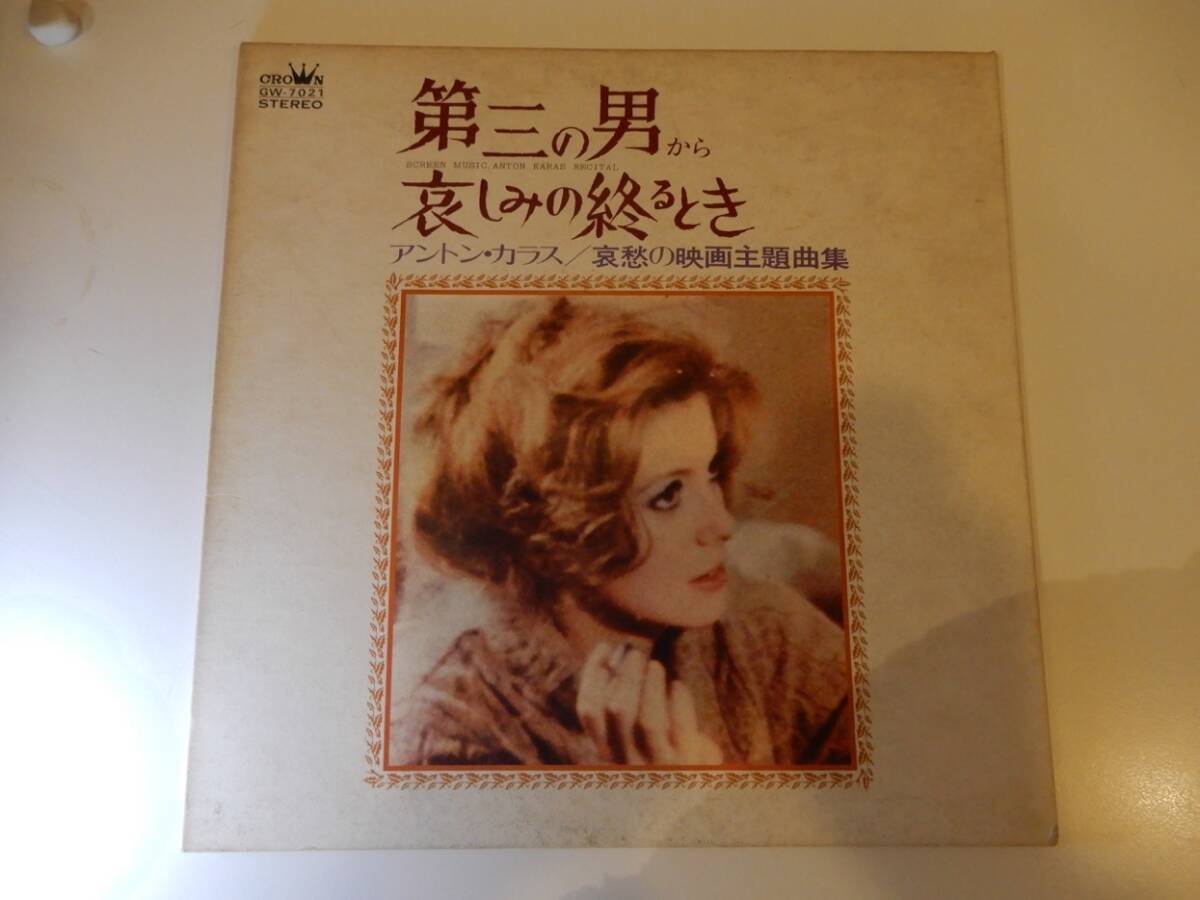 CROWN
GW-7021
STEREO
第三の男から
SCREEN MUSIC. ANTON KARAS RECITAL
哀しみの終るとき
アントン・カラス／哀愁の映画主題曲集